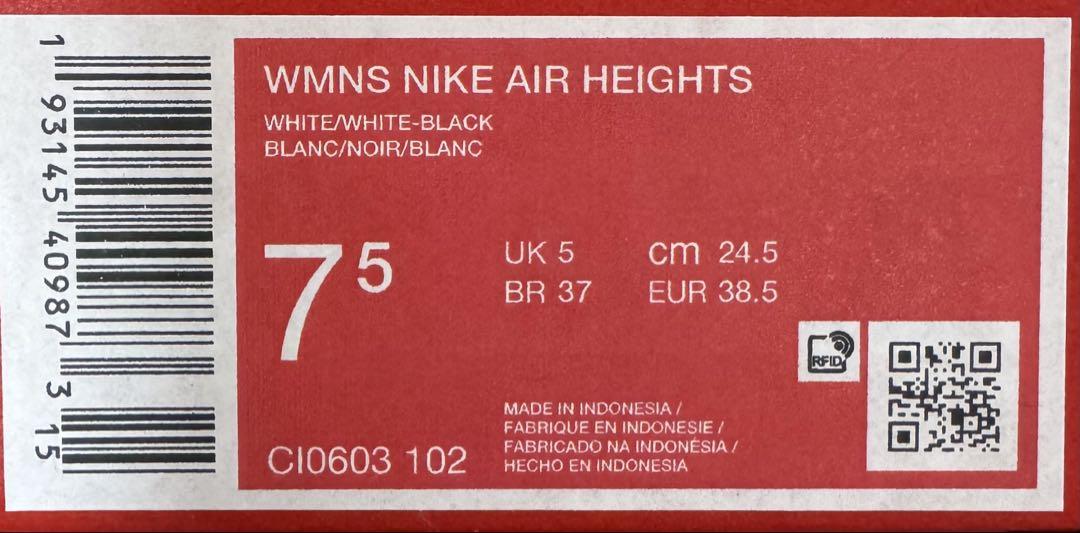 1 93145 40987 3 15
WMNS NIKE AIR HEIGHTS
WHITE/WHITE-BLACK
BLANC/NOIR/BLANC
7 5
UK 5 cm 24.5
BR 37 EUR 38.5
RFID
MADE IN INDONESIA /
FABRIQUE EN INDONESIE /
FABRICADO NA INDONÉSIA /
HECHO EN INDONESIA
CI0603 102